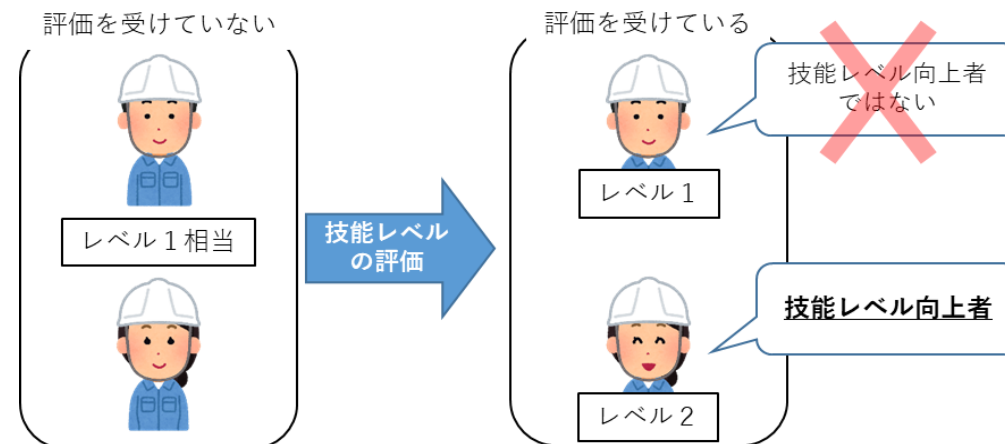 評価を受けていない
評価を受けている
技能レベル向上者
ではない
レベル１
レベル１相当
技能レベル
の評価
技能レベル向上者
レベル２